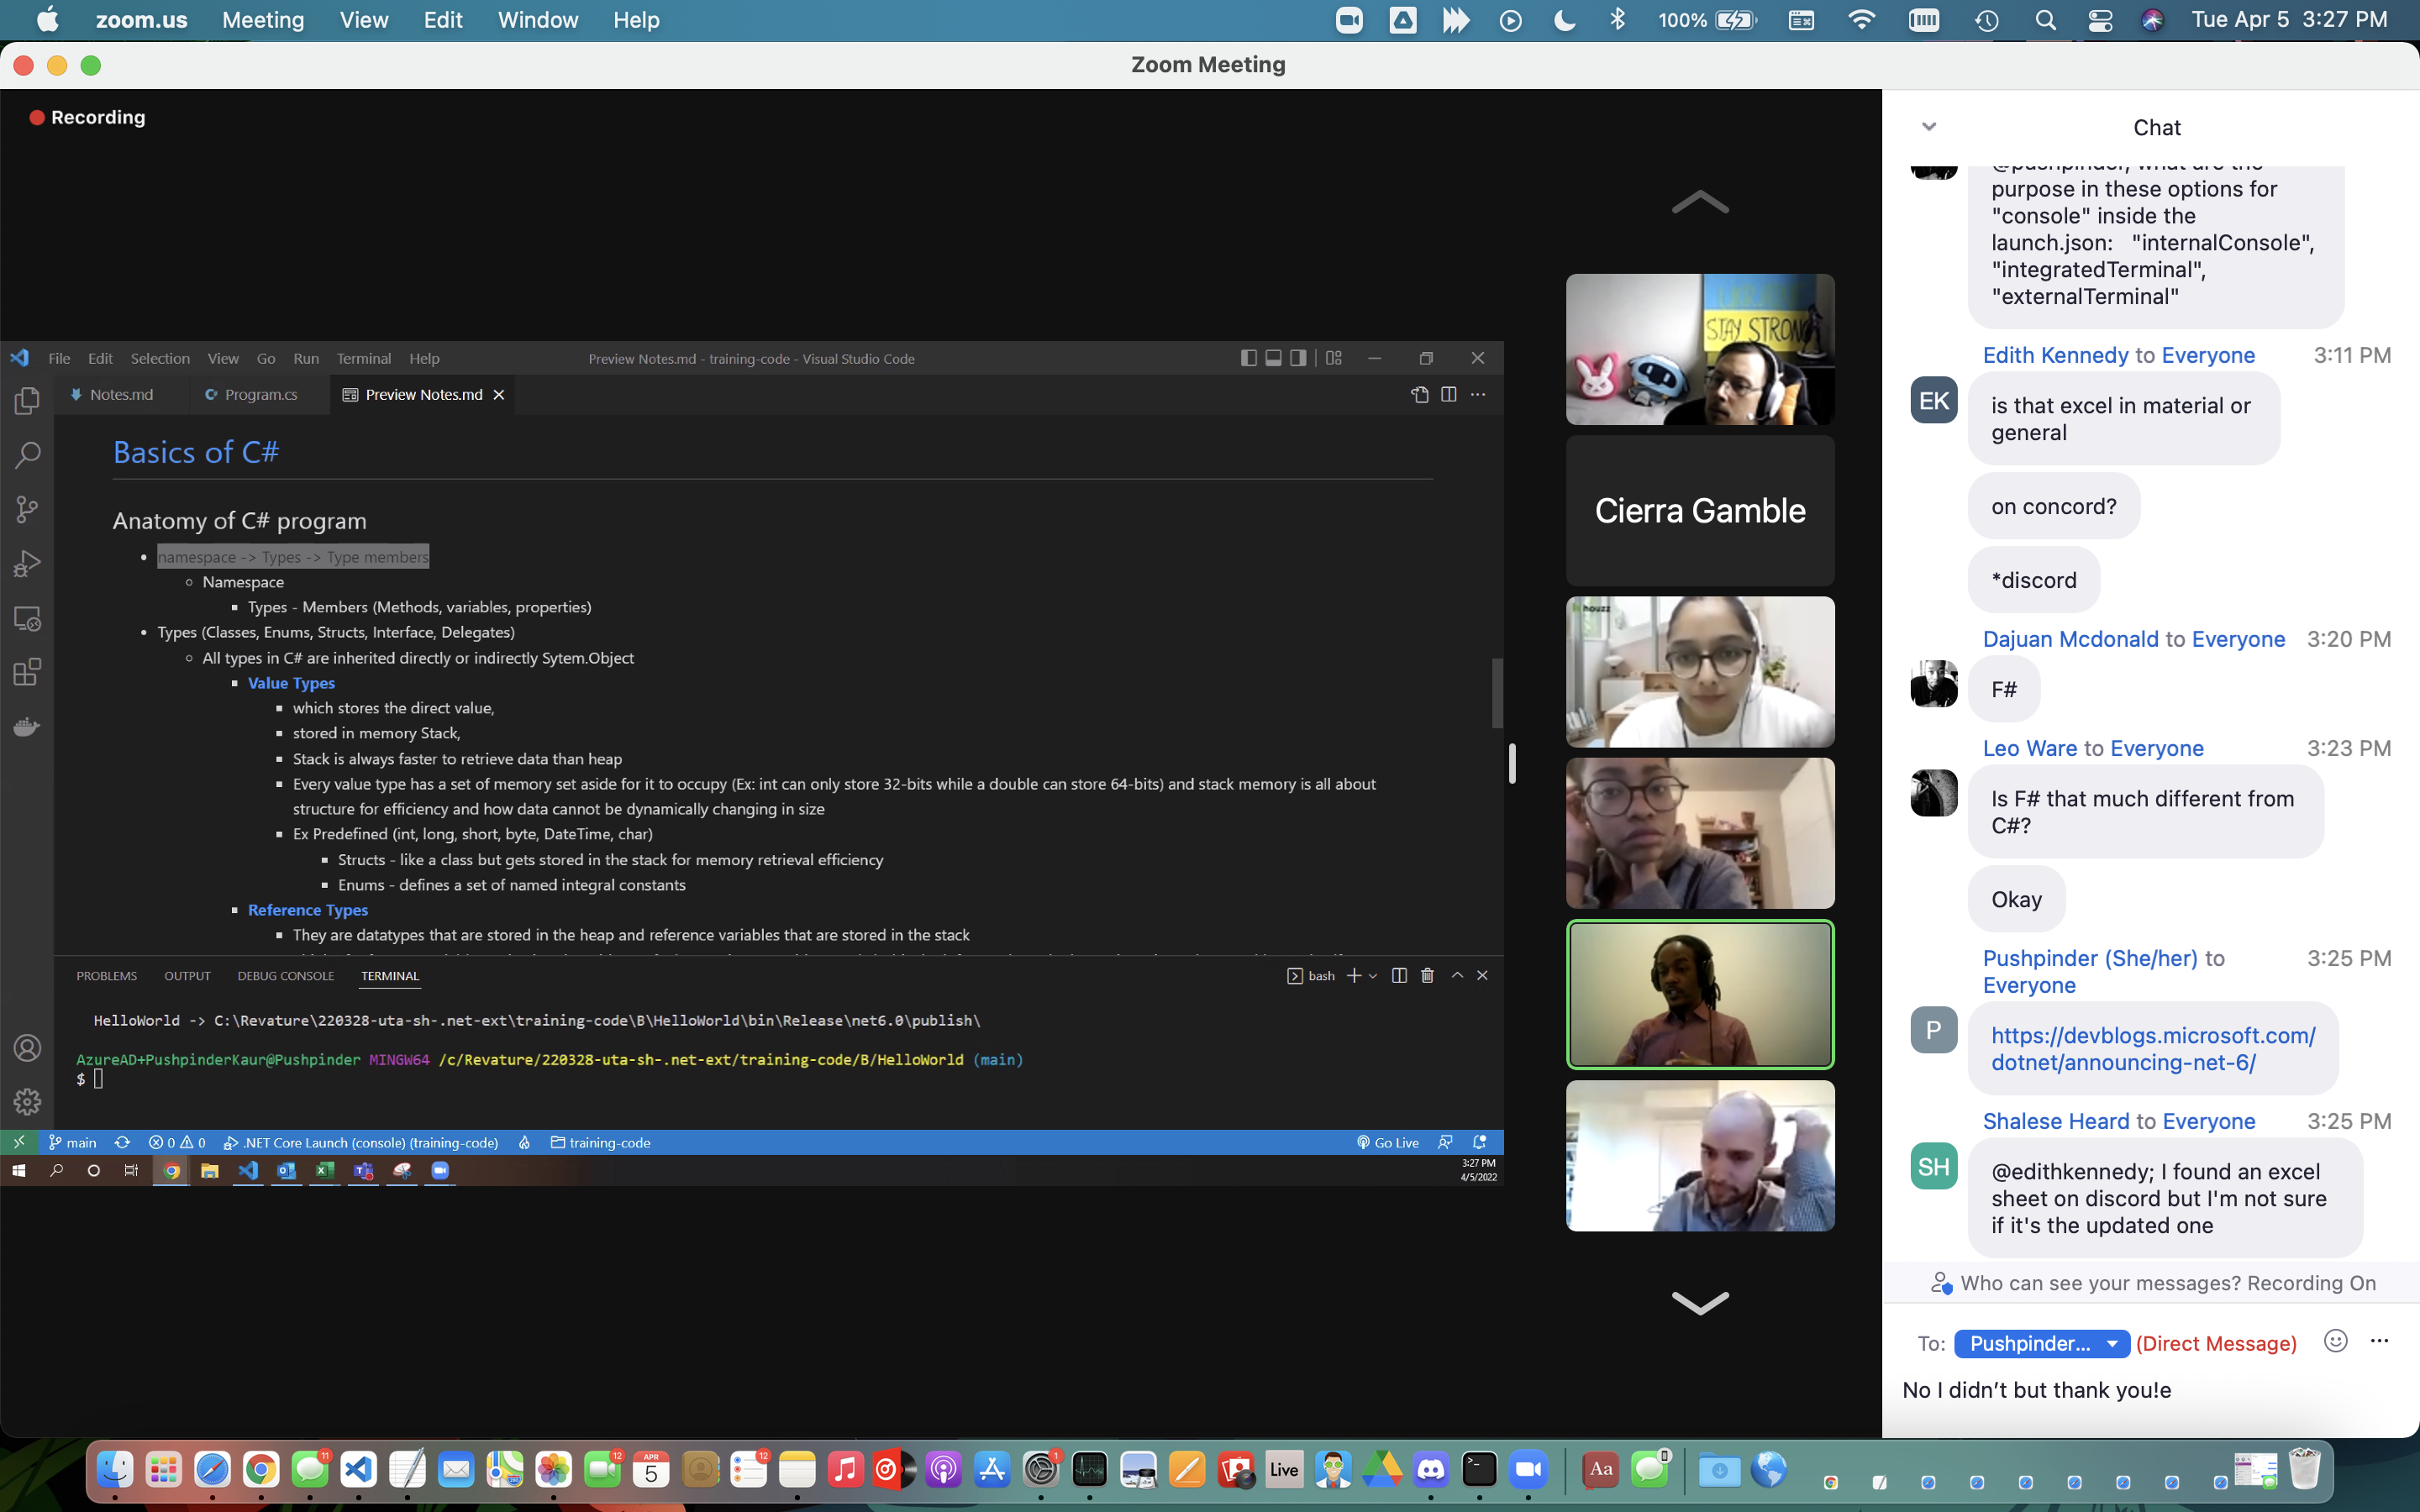 zoom.us Meeting View Edit Window Help
100% Tue Apr 5 3:27 PM
Zoom Meeting
Recording
File Edit Selection View Go Run Terminal Help
Preview Notes.md - training-code - Visual Studio Code
Notes.md Program.cs Preview Notes.md
Basics of C#
Anatomy of C# program
namespace -> Types -> Type members
Namespace
Types - Members (Methods, variables, properties)
Types (Classes, Enums, Structs, Interface, Delegates)
All types in C# are inherited directly or indirectly Sytem.Object
Value Types
which stores the direct value,
stored in memory Stack,
Stack is always faster to retrieve data than heap
Every value type has a set of memory set aside for it to occupy (Ex: int can only store 32-bits while a double can store 64-bits) and stack memory is all about
structure for efficiency and how data cannot be dynamically changing in size
Ex Predefined (int, long, short, byte, DateTime, char)
Structs - like a class but gets stored in the stack for memory retrieval efficiency
Enums - defines a set of named integral constants
Reference Types
They are datatypes that are stored in the heap and reference variables that are stored in the stack
PROBLEMS OUTPUT DEBUG CONSOLE TERMINAL
bash
HelloWorld -> C:\Revature\220328-uta-sh-.net-ext\training-code\B\HelloWorld\bin\Release\net6.0\publish\
AzureAD+PushpinderKaur@Pushpinder MINGW64 /c/Revature/220328-uta-sh-.net-ext/training-code/B/HelloWorld (main)
$
main 0 0 .NET Core Launch (console) (training-code) training-code Go Live
3:27 PM
4/5/2022
STAY STRONG
Cierra Gamble
houzz
Chat
@pushpinder, what are the
purpose in these options for
"console" inside the
launch.json: "internalConsole",
"integratedTerminal",
"externalTerminal"
Edith Kennedy to Everyone 3:11 PM
EK
is that excel in material or
general
on concord?
*discord
Dajuan Mcdonald to Everyone 3:20 PM
F#
Leo Ware to Everyone 3:23 PM
Is F# that much different from
C#?
Okay
Pushpinder (She/her) to 3:25 PM
Everyone
P
https://devblogs.microsoft.com/
dotnet/announcing-net-6/
Shalese Heard to Everyone 3:25 PM
SH
@edithkennedy; I found an excel
sheet on discord but I'm not sure
if it's the updated one
Who can see your messages? Recording On
To: Pushpinder... (Direct Message)
No I didn’t but thank you!e
11 12 APR 5 12 1 Live Aa